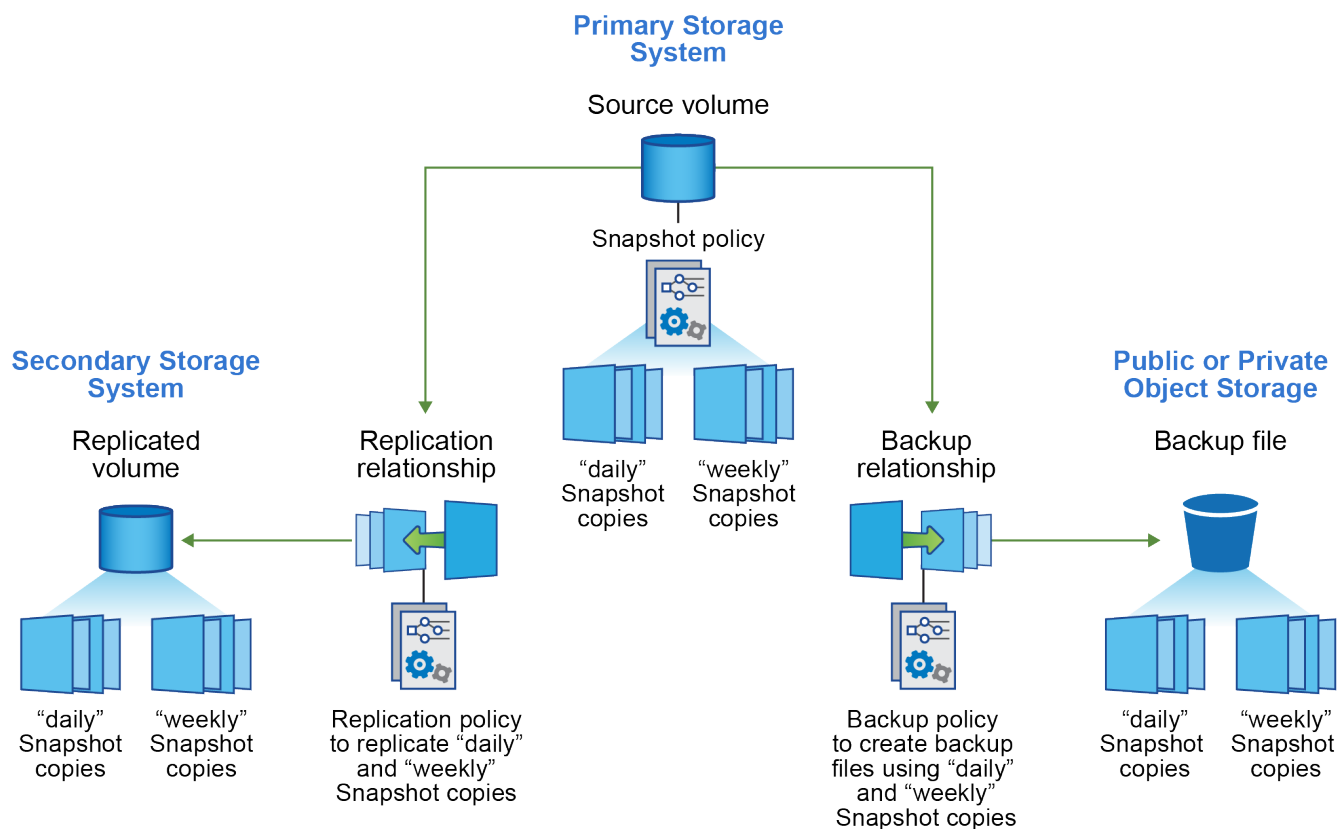 Primary Storage
System
Source volume
Snapshot policy
“daily”
Snapshot
copies
“weekly”
Snapshot
copies
Secondary Storage
System
Replicated
volume
“daily”
Snapshot
copies
“weekly”
Snapshot
copies
Replication
relationship
Replication policy
to replicate “daily”
and “weekly”
Snapshot copies
Backup
relationship
Backup policy
to create backup
files using “daily”
and “weekly”
Snapshot copies
Public or Private
Object Storage
Backup file
“daily”
Snapshot
copies
“weekly”
Snapshot
copies